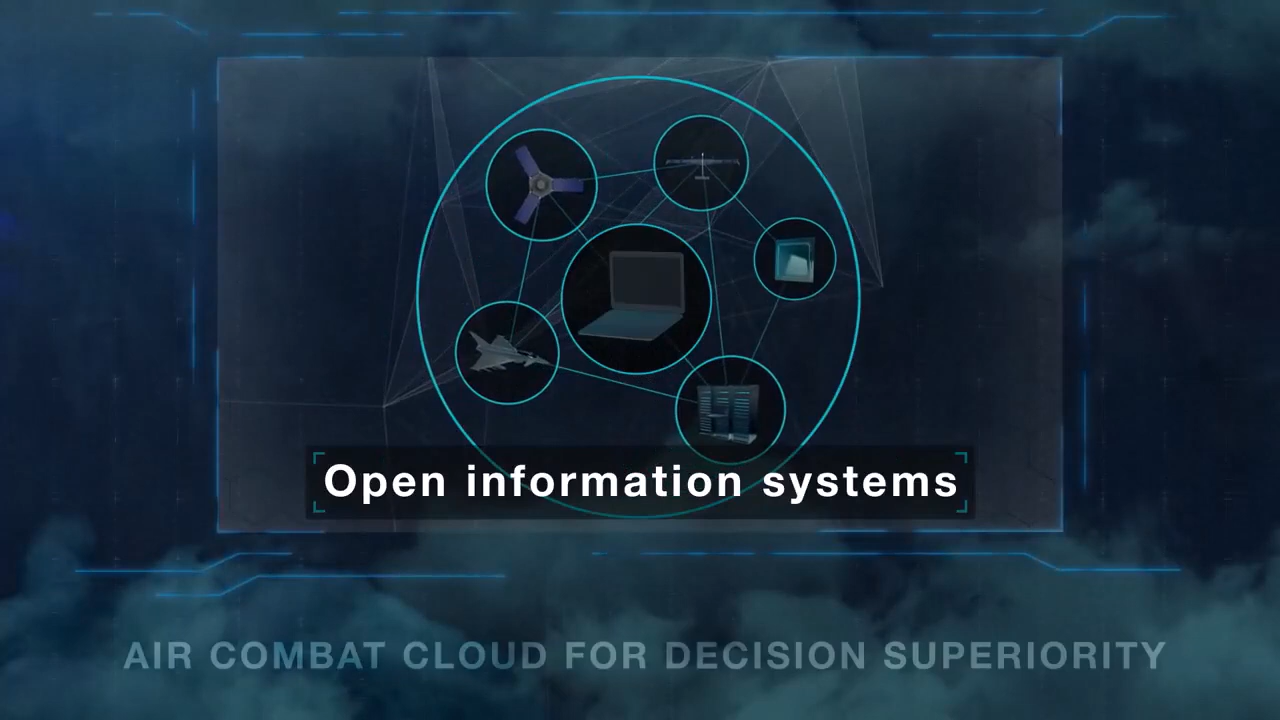 Open information systems
AIR COMBAT CLOUD FOR DECISION SUPERIORITY